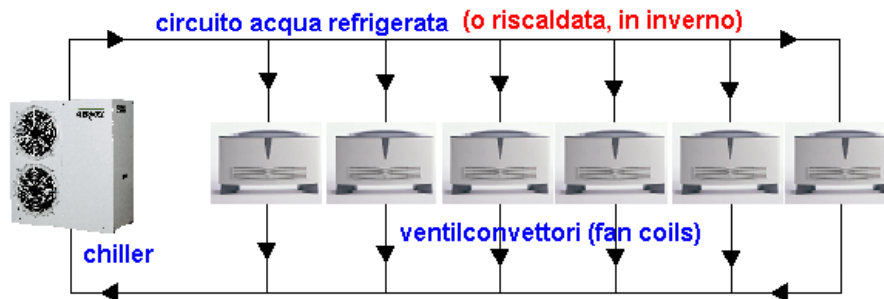 circuito acqua refrigerata (o riscaldata, in inverno)
ventilconvettori (fan coils)
chiller